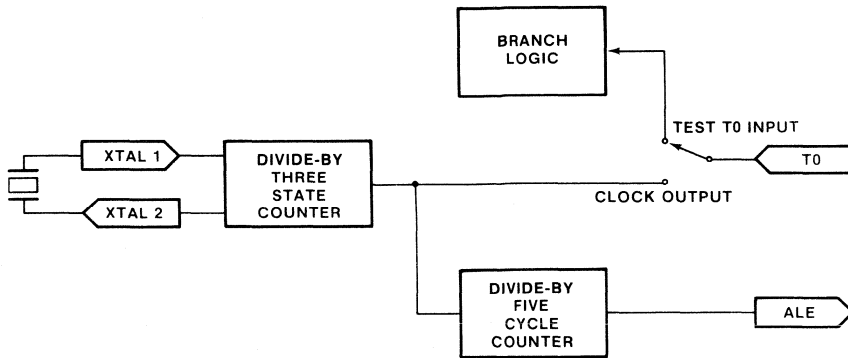 BRANCH
LOGIC
TEST T0 INPUT
T0
XTAL 1
XTAL 2
DIVIDE-BY
THREE
STATE
COUNTER
CLOCK OUTPUT
DIVIDE-BY
FIVE
CYCLE
COUNTER
ALE